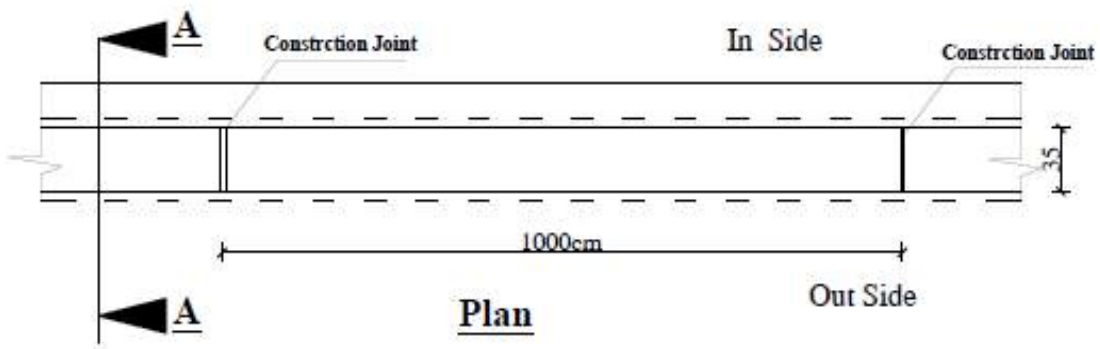 A
Constrction Joint
In Side
Constrction Joint
35
1000cm
A
Plan
Out Side